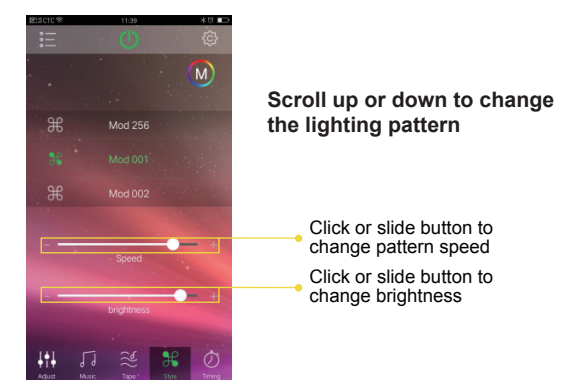 11:39
M
Mod 256
Mod 001
Mod 002
Speed
brightness
Adjust
Music
Tape
Style
Timing
Scroll up or down to change
the lighting pattern
Click or slide button to
change pattern speed
Click or slide button to
change brightness